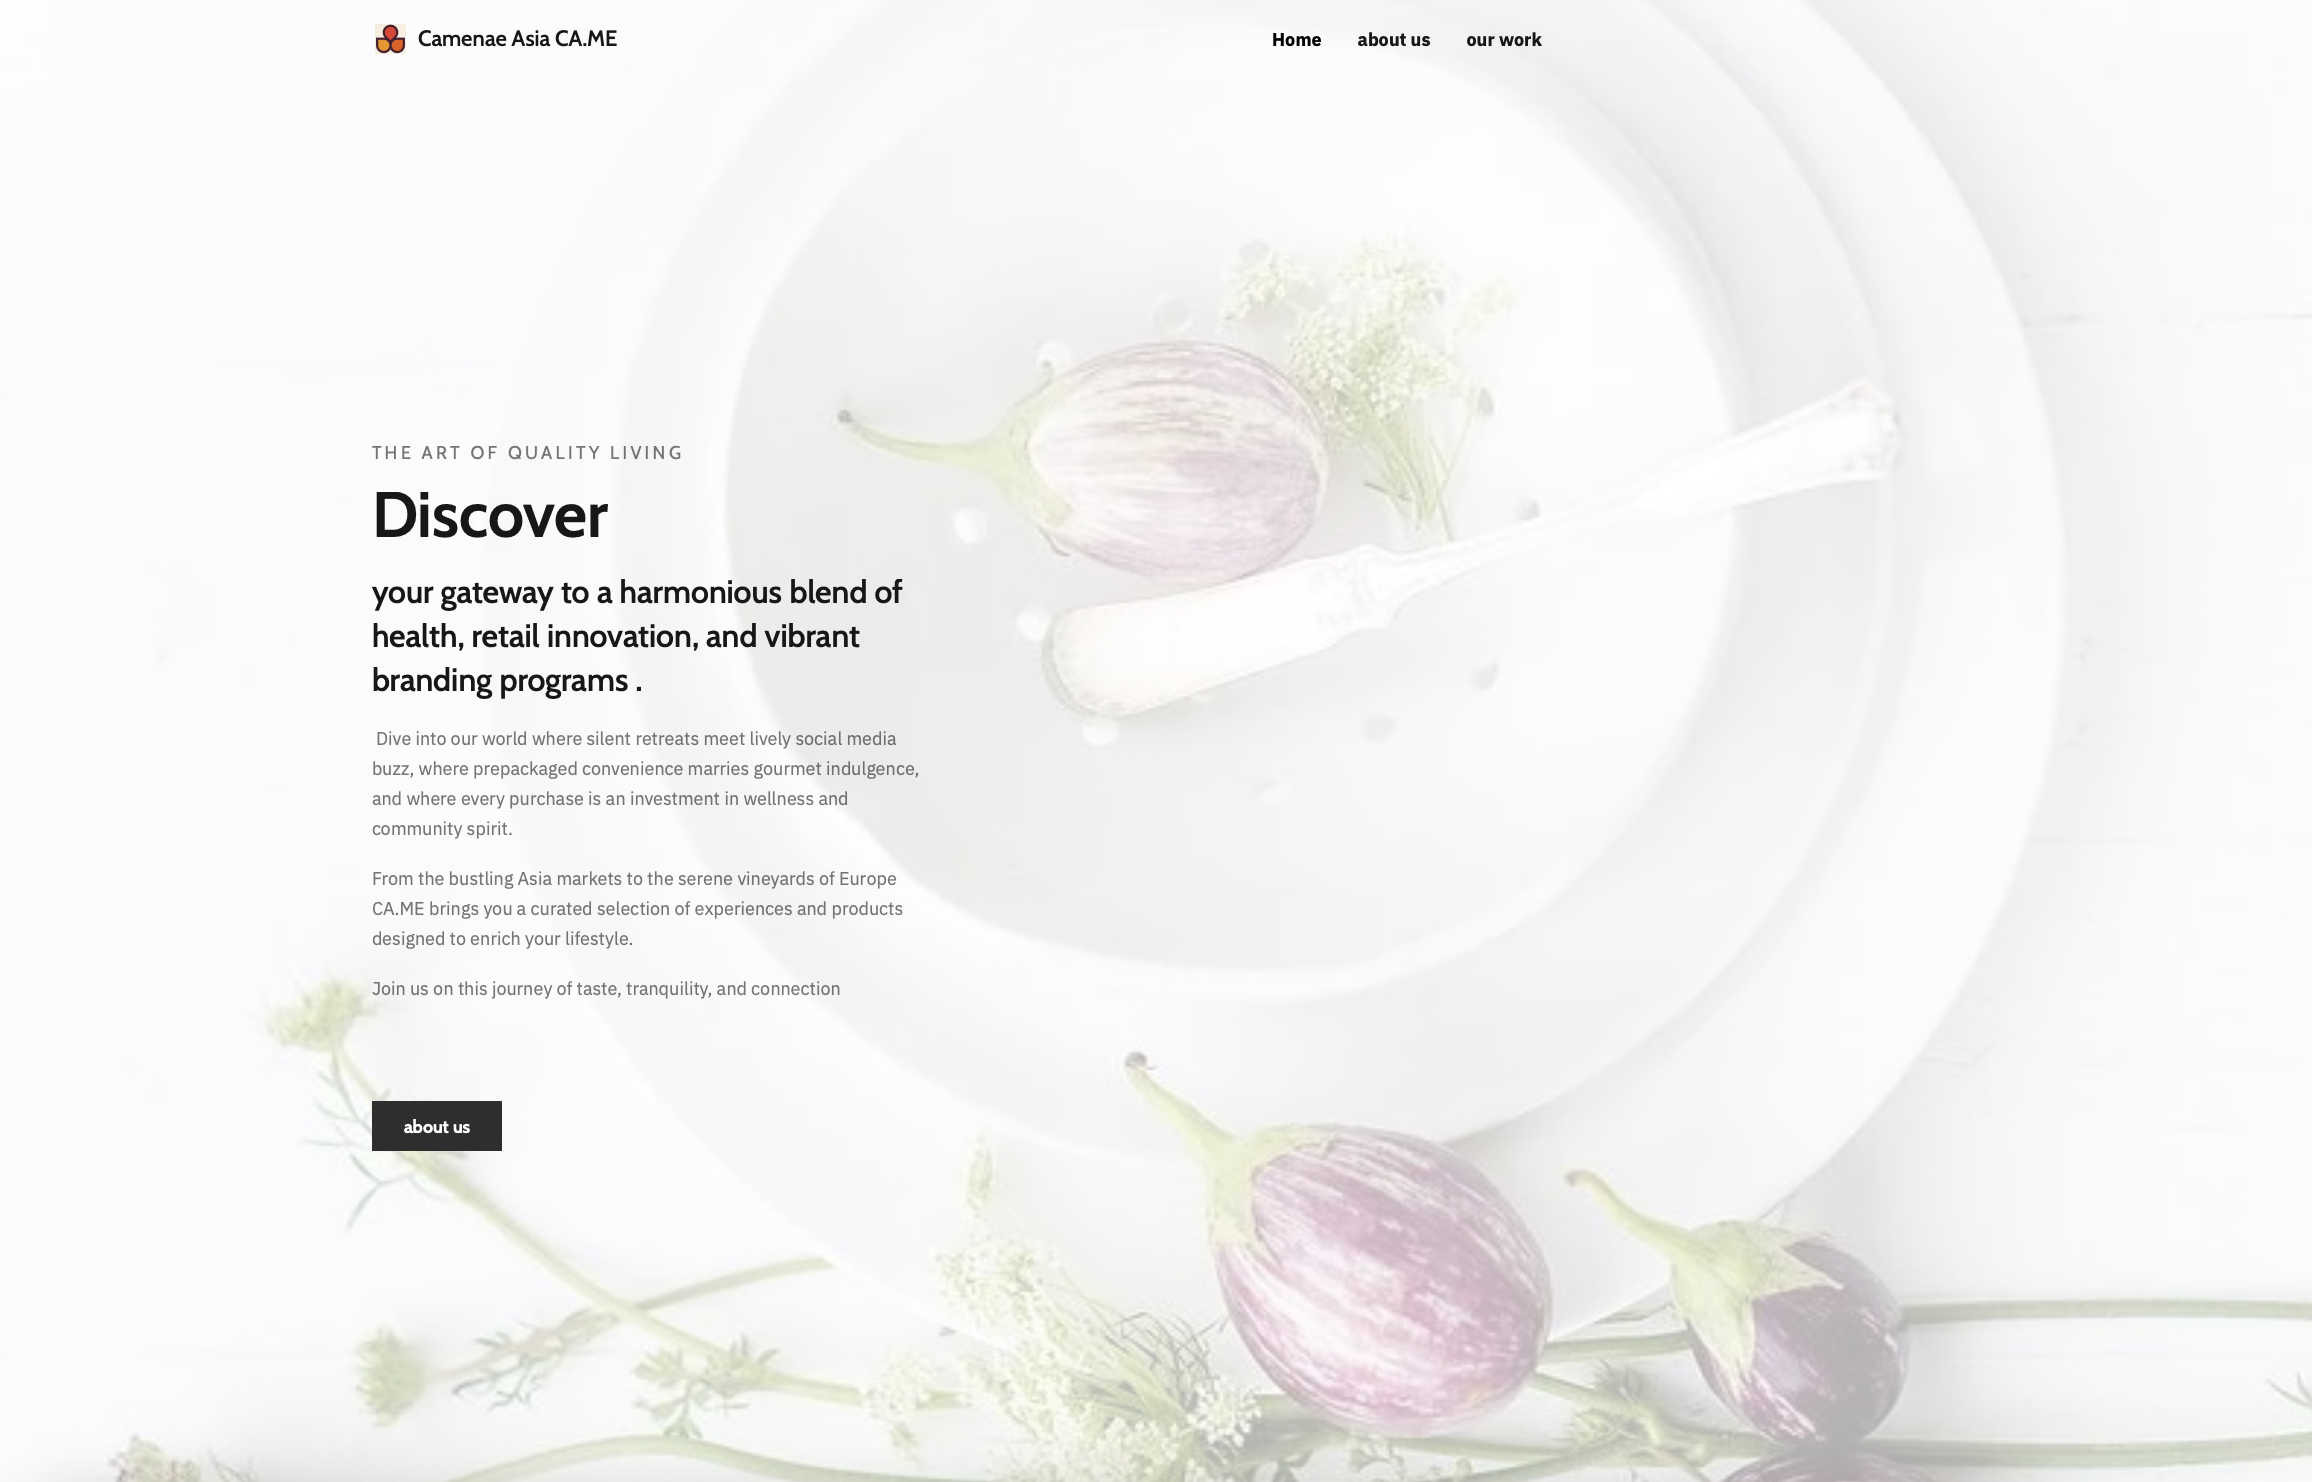 Camenae Asia CA.ME
Home about us our work
THE ART OF QUALITY LIVING
Discover
your gateway to a harmonious blend of
health, retail innovation, and vibrant
branding programs .
Dive into our world where silent retreats meet lively social media
buzz, where prepackaged convenience marries gourmet indulgence,
and where every purchase is an investment in wellness and
community spirit.
From the bustling Asia markets to the serene vineyards of Europe
CA.ME brings you a curated selection of experiences and products
designed to enrich your lifestyle.
Join us on this journey of taste, tranquility, and connection
about us